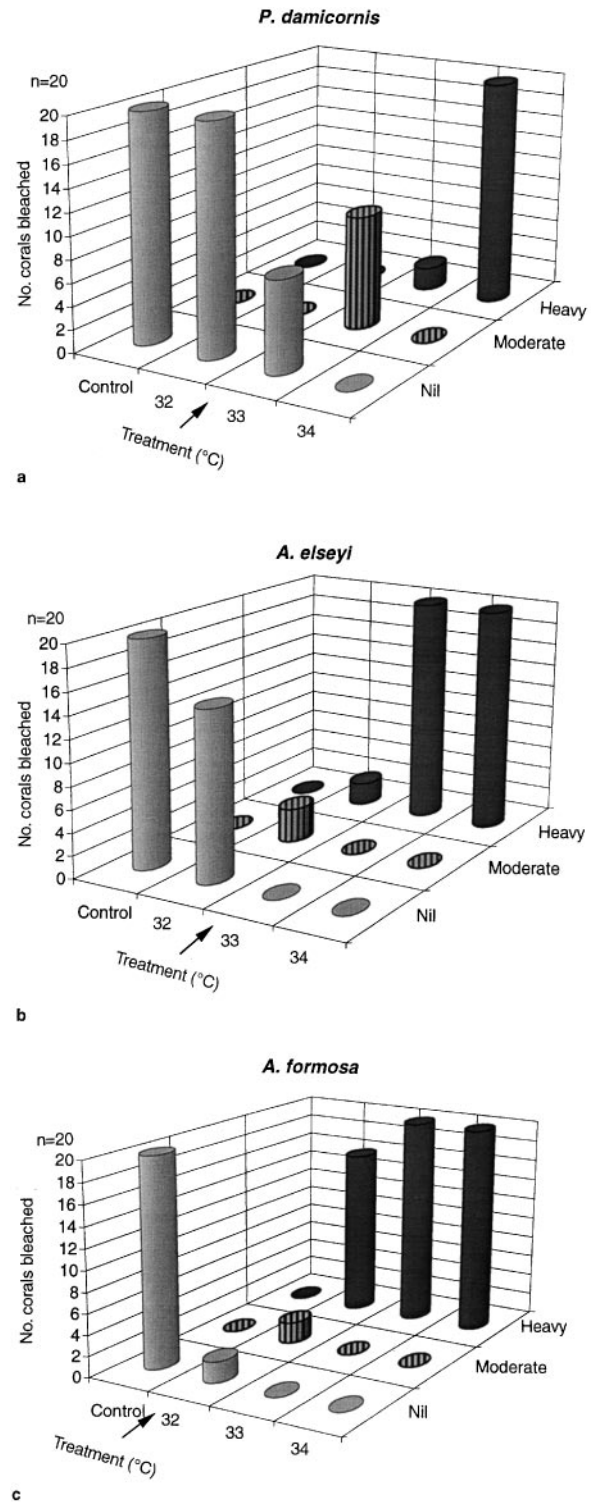 P. damicornis
n=20
No. corals bleached
20
18
16
14
12
10
8
6
4
2
0
Control
32
33
34
Treatment (°C)
Nil
Moderate
Heavy
a
A. elseyi
n=20
No. corals bleached
20
18
16
14
12
10
8
6
4
2
0
Control
32
33
34
Treatment (°C)
Nil
Moderate
Heavy
b
A. formosa
n=20
No. corals bleached
20
18
16
14
12
10
8
6
4
2
0
Control
32
33
34
Treatment (°C)
Nil
Moderate
Heavy
c